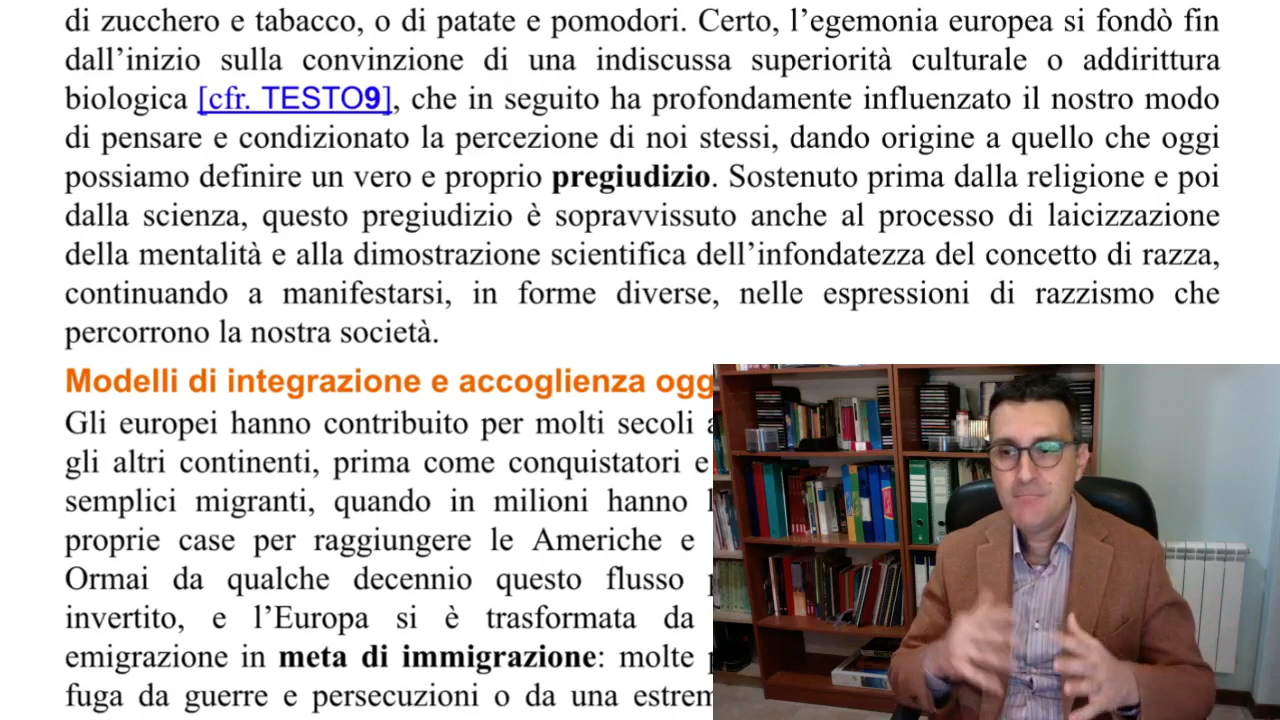 di zucchero e tabacco, o di patate e pomodori. Certo, l’egemonia europea si fondò fin
dall’inizio sulla convinzione di una indiscussa superiorità culturale o addirittura
biologica [cfr. TESTO9], che in seguito ha profondamente influenzato il nostro modo
di pensare e condizionato la percezione di noi stessi, dando origine a quello che oggi
possiamo definire un vero e proprio pregiudizio. Sostenuto prima dalla religione e poi
dalla scienza, questo pregiudizio è sopravvissuto anche al processo di laicizzazione
della mentalità e alla dimostrazione scientifica dell’infondatezza del concetto di razza,
continuando a manifestarsi, in forme diverse, nelle espressioni di razzismo che
percorrono la nostra società.
Modelli di integrazione e accoglienza ogg
Gli europei hanno contribuito per molti secoli
gli altri continenti, prima come conquistatori e
semplici migranti, quando in milioni hanno
proprie case per raggiungere le Americhe e
Ormai da qualche decennio questo flusso
invertito, e l’Europa si è trasformata da
emigrazione in meta di immigrazione: molte
fuga da guerre e persecuzioni o da una estrem